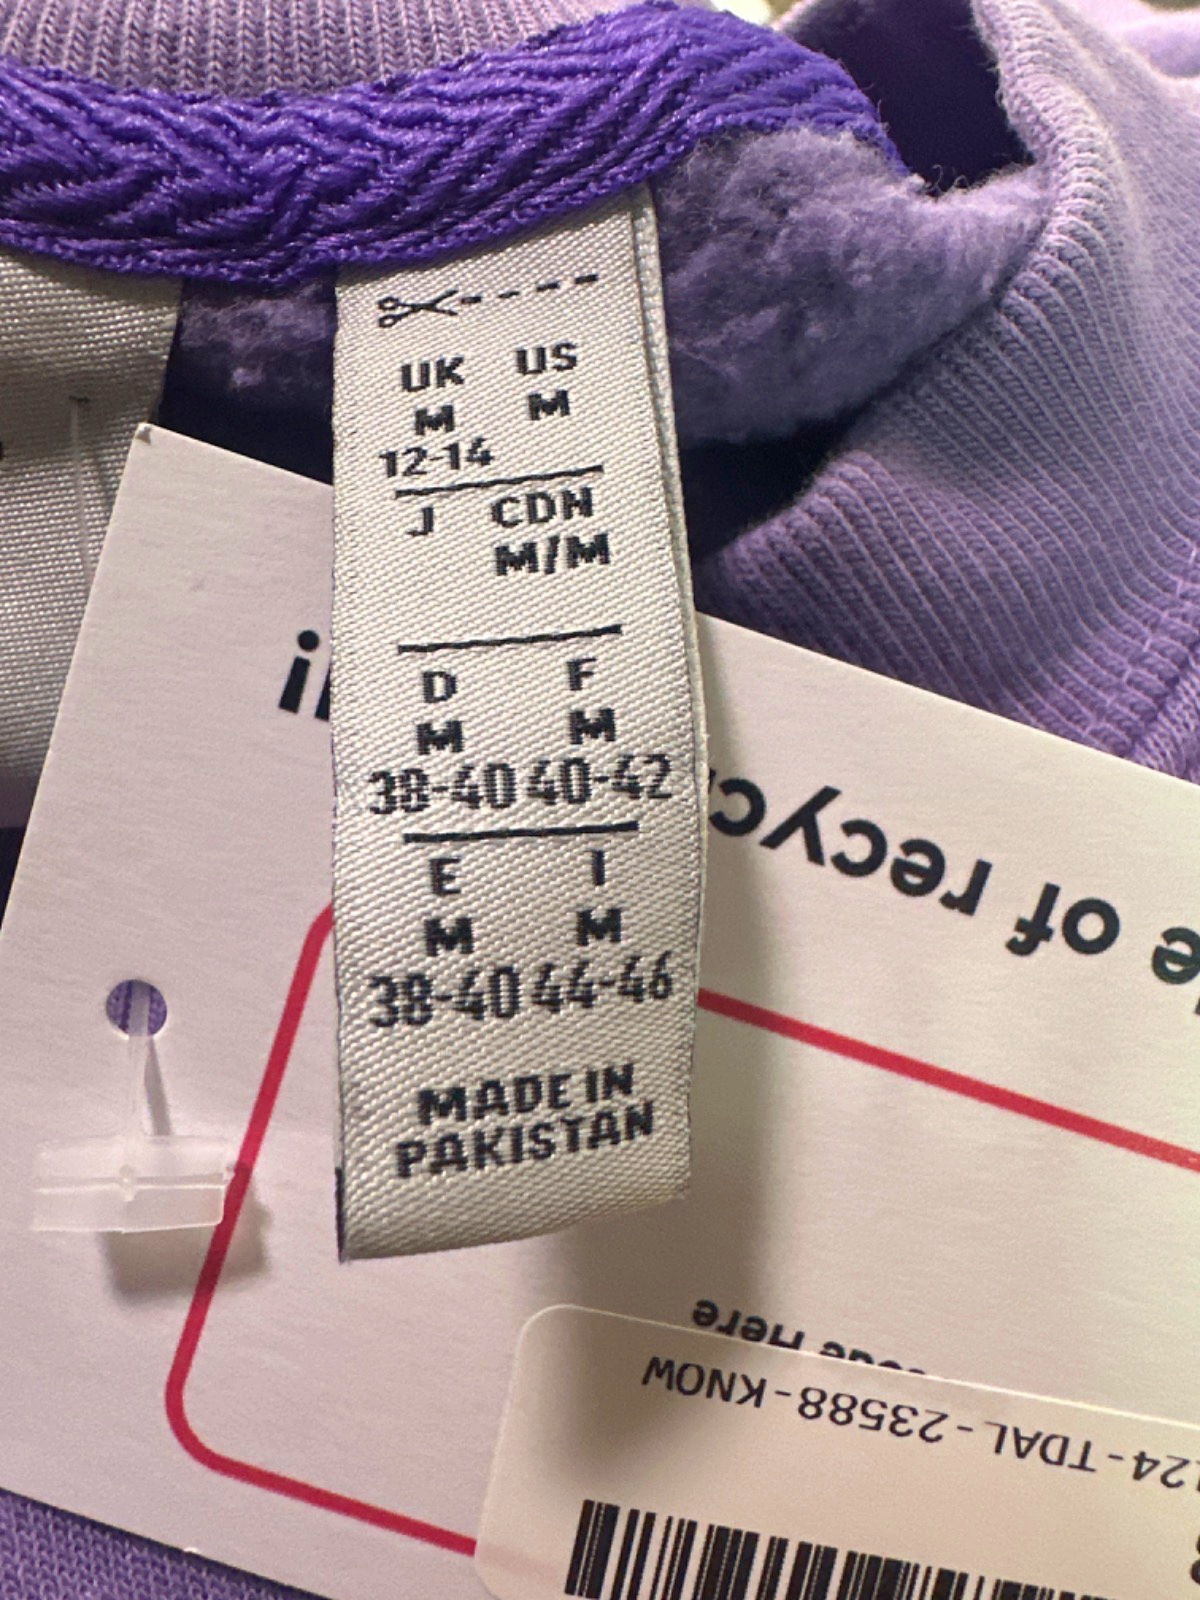 UK US
M M
12-14
J CDN
M/M
D F
M M
38-40 40-42
E I
M M
38-40 44-46
MADE IN
PAKISTAN
of
Here
24 - TDAL - 23588 - KNOW